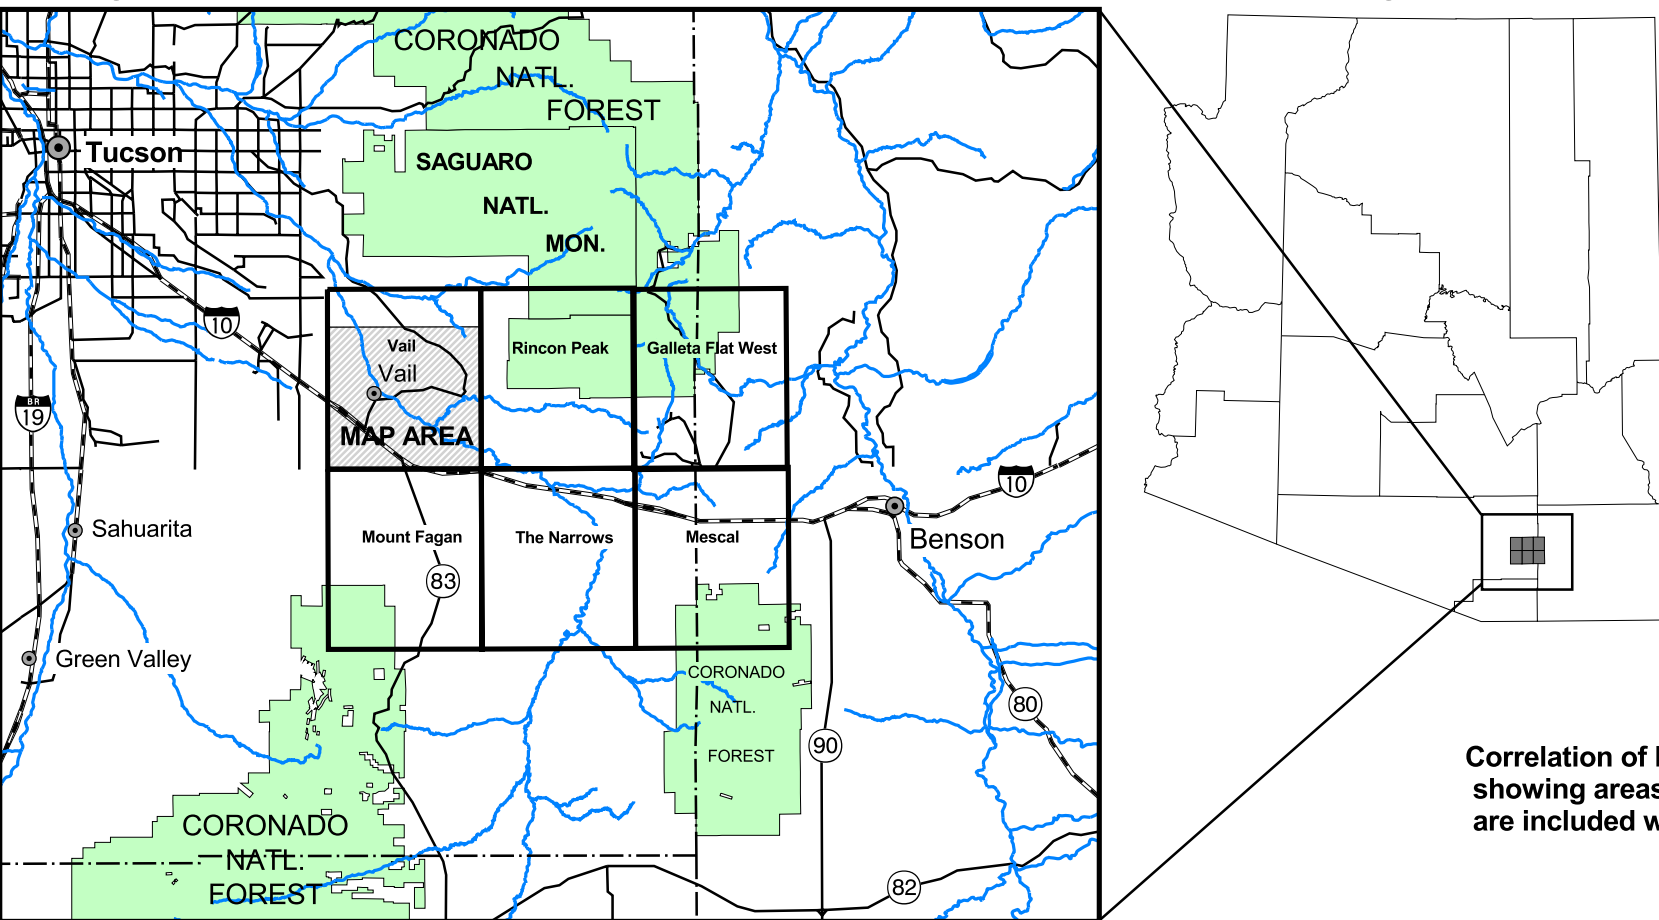 CORONADO
NATL.
FOREST
SAGUARO
NATL.
MON.
Tucson
10
BR
19
Vail
Vail
MAP AREA
Rincon Peak
Galleta Flat West
10
Sahuarita
Mount Fagan
The Narrows
Mescal
Benson
83
Green Valley
CORONADO
NATL.
FOREST
80
90
CORONADO
NATL.
FOREST
82
Correlation of
showing areas
are included